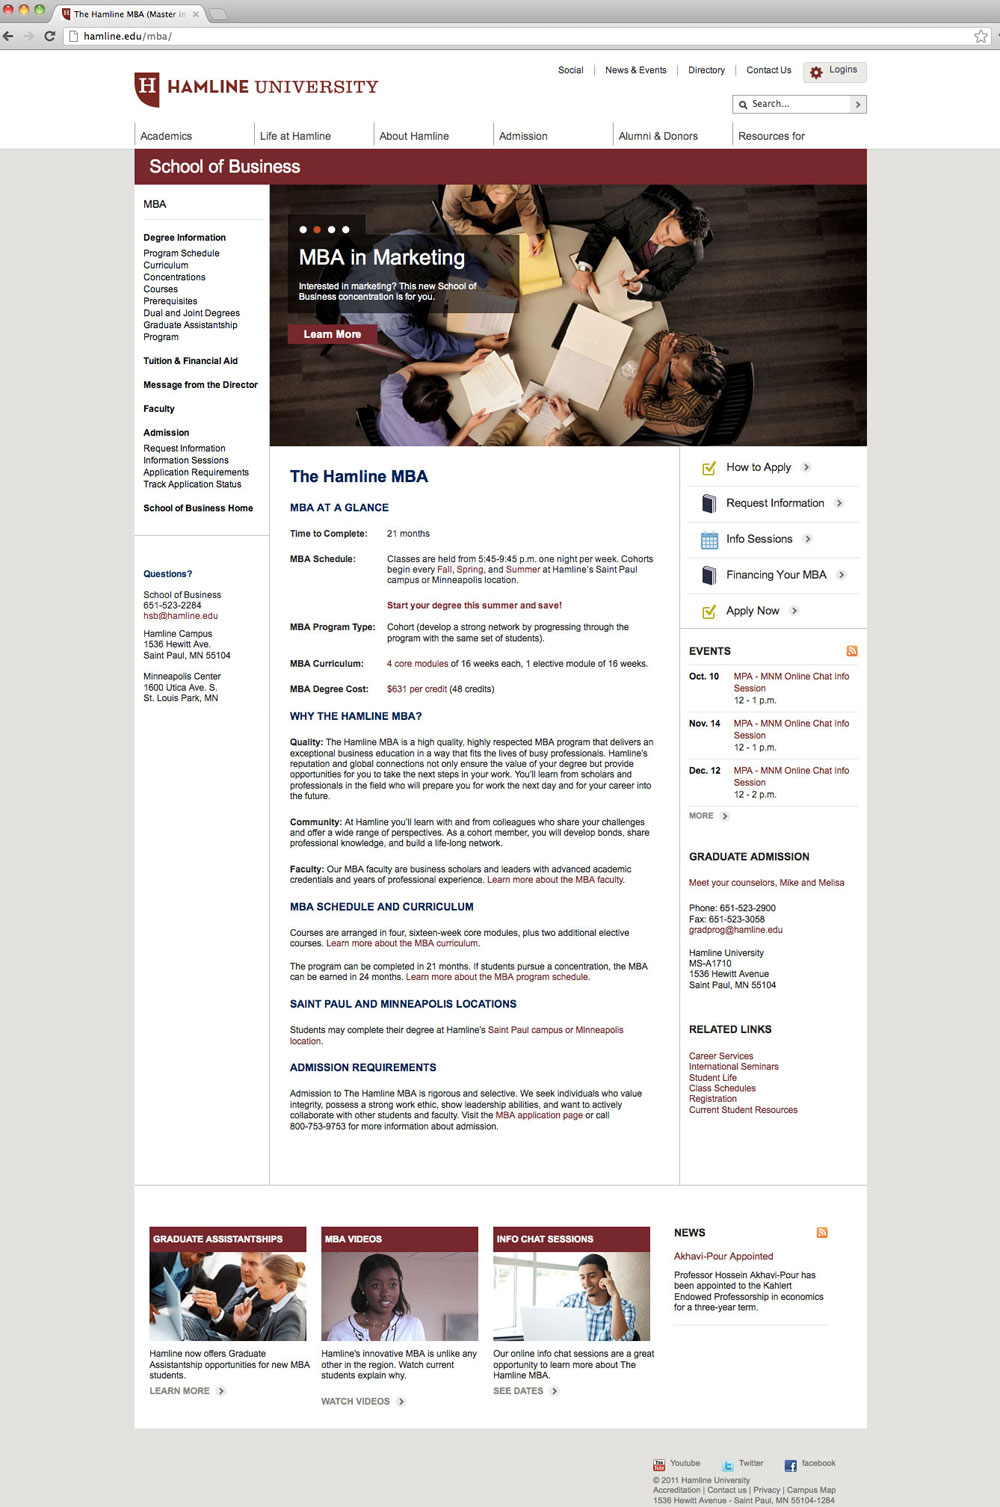 The Hamline MBA (Master in
hamline.edu/mba/
H HAMLINE UNIVERSITY
Social News & Events Directory Contact Us Logins
Search...
Academics Life at Hamline About Hamline Admission Alumni & Donors Resources for
School of Business
MBA
Degree Information
Program Schedule
Curriculum
Concentrations
Courses
Prerequisites
Dual and Joint Degrees
Graduate Assistantship
Program
Tuition & Financial Aid
Message from the Director
Faculty
Admission
Request Information
Information Sessions
Application Requirements
Track Application Status
School of Business Home
Questions?
School of Business
651-523-2284
hsb@hamline.edu
Hamline Campus
1536 Hewitt Ave.
Saint Paul, MN 55104
Minneapolis Center
1600 Utica Ave. S.
St. Louis Park, MN
MBA in Marketing
Interested in marketing? This new School of
Business concentration is for you.
Learn More
The Hamline MBA
MBA AT A GLANCE
Time to Complete: 21 months
MBA Schedule: Classes are held from 5:45-9:45 p.m. one night per week. Cohorts
begin every Fall, Spring, and Summer at Hamline's Saint Paul
campus or Minneapolis location.
Start your degree this summer and save!
MBA Program Type: Cohort (develop a strong network by progressing through the
program with the same set of students).
MBA Curriculum: 4 core modules of 16 weeks each, 1 elective module of 16 weeks.
MBA Degree Cost: $631 per credit (48 credits)
WHY THE HAMLINE MBA?
Quality: The Hamline MBA is a high quality, highly respected MBA program that delivers an
exceptional business education in a way that fits the lives of busy professionals. Hamline's
reputation and global connections not only ensure the value of your degree but provide
opportunities for you to take the next steps in your work. You'll learn from scholars and
professionals in the field who will prepare you for work the next day and for your career into
the future.
Community: At Hamline you'll learn with and from colleagues who share your challenges
and offer a wide range of perspectives. As a cohort member, you will develop bonds, share
professional knowledge, and build a life-long network.
Faculty: Our MBA faculty are business scholars and leaders with advanced academic
credentials and years of professional experience. Learn more about the MBA faculty.
MBA SCHEDULE AND CURRICULUM
Courses are arranged in four, sixteen-week core modules, plus two additional elective
courses. Learn more about the MBA curriculum.
The program can be completed in 21 months. If students pursue a concentration, the MBA
can be earned in 24 months. Learn more about the MBA program schedule.
SAINT PAUL AND MINNEAPOLIS LOCATIONS
Students may complete their degree at Hamline's Saint Paul campus or Minneapolis
location.
ADMISSION REQUIREMENTS
Admission to The Hamline MBA is rigorous and selective. We seek individuals who value
integrity, possess a strong work ethic, show leadership abilities, and want to actively
collaborate with other students and faculty. Visit the MBA application page or call
800-753-9753 for more information about admission.
How to Apply
Request Information
Info Sessions
Financing Your MBA
Apply Now
EVENTS
Oct. 10 MPA - MNM Online Chat Info
Session
12 - 1 p.m.
Nov. 14 MPA - MNM Online Chat Info
Session
12 - 1 p.m.
Dec. 12 MPA - MNM Online Chat Info
Session
12 - 2 p.m.
MORE
GRADUATE ADMISSION
Meet your counselors, Mike and Melisa
Phone: 651-523-2900
Fax: 651-523-3058
gradprog@hamline.edu
Hamline University
MS-A1710
1536 Hewitt Avenue
Saint Paul, MN 55104
RELATED LINKS
Career Services
International Seminars
Student Life
Class Schedules
Registration
Current Student Resources
GRADUATE ASSISTANTSHIPS
Hamline now offers Graduate
Assistantship opportunities for new MBA
students.
LEARN MORE
MBA VIDEOS
Hamline's innovative MBA is unlike any
other in the region. Watch current
students explain why.
WATCH VIDEOS
INFO CHAT SESSIONS
Our online info chat sessions are a great
opportunity to learn more about The
Hamline MBA.
SEE DATES
NEWS
Akhavi-Pour Appointed
Professor Hossein Akhavi-Pour has
been appointed to the Kahlert
Endowed Professorship in economics
for a three-year term.
Youtube Twitter facebook
© 2011 Hamline University
Accreditation | Contact us | Privacy | Campus Map
1536 Hewitt Avenue - Saint Paul, MN 55104-1284